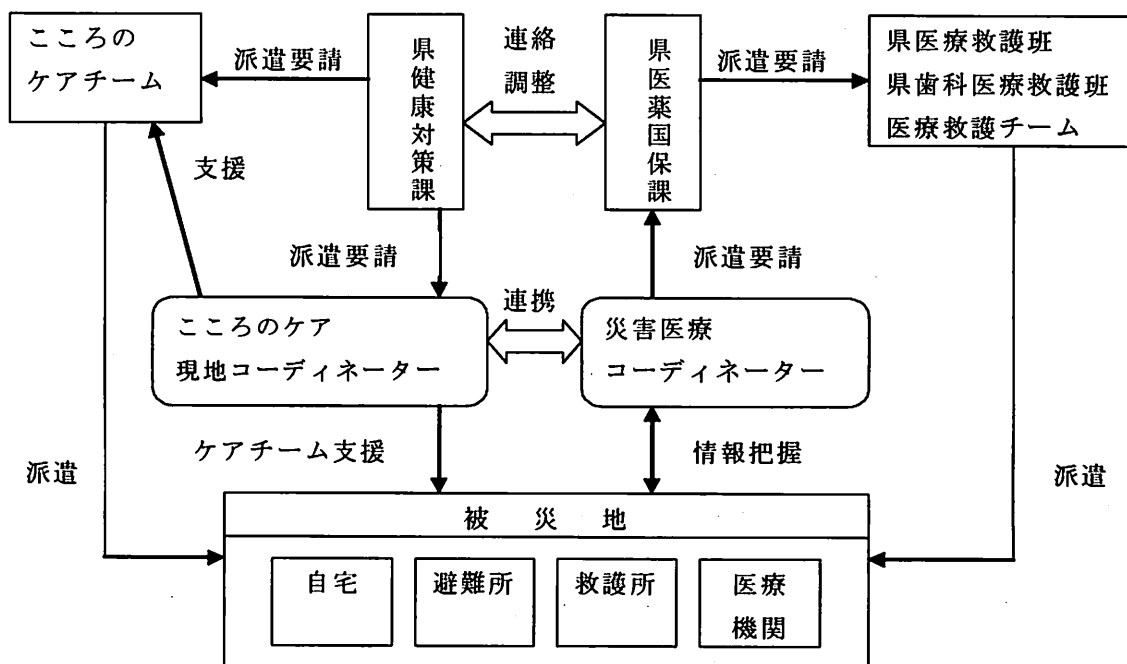 こころの
ケアチーム
派遣要請
県健康対策課
連絡
調整
県医薬国保課
派遣要請
県医療救護班
県歯科医療救護班
医療救護チーム
支援
派遣要請
派遣要請
こころのケア
現地コーディネーター
連携
災害医療
コーディネーター
派遣
ケアチーム支援
情報把握
派遣
被災地
自宅
避難所
救護所
医療
機関